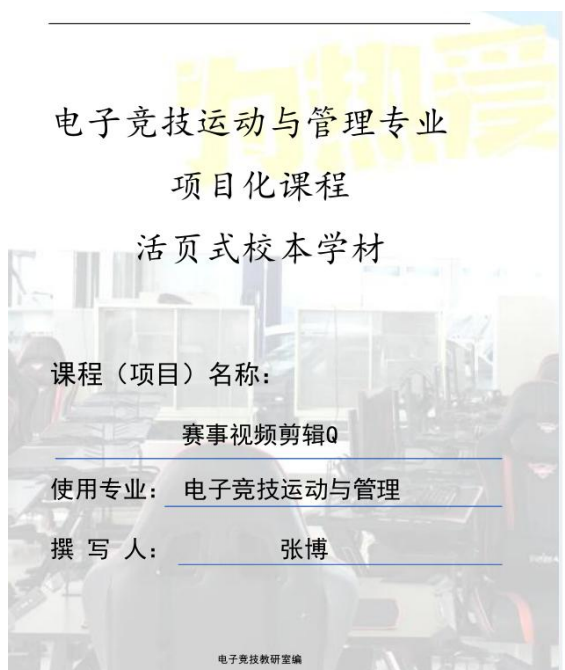 向热爱
电子竞技运动与管理专业
项目化课程
活页式校本学材
课程（项目）名称：
赛事视频剪辑Q
使用专业： 电子竞技运动与管理
撰 写 人： 张博
电子竞技教研室编